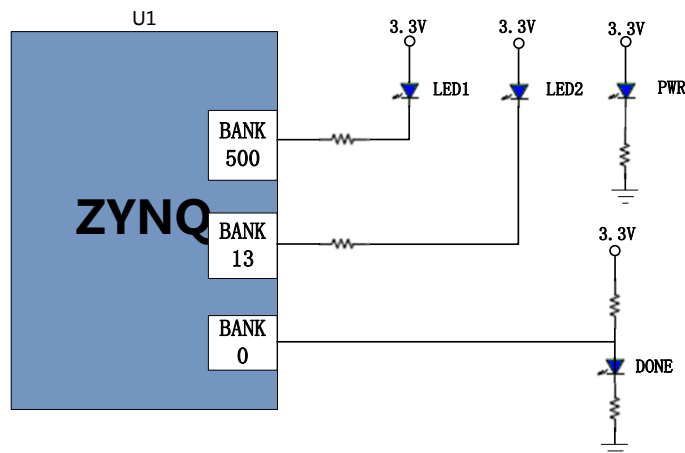 U1
3.3V
3.3V
3.3V
LED1
LED2
PWR
BANK
500
ZYNQ
BANK
13
3.3V
BANK
0
DONE